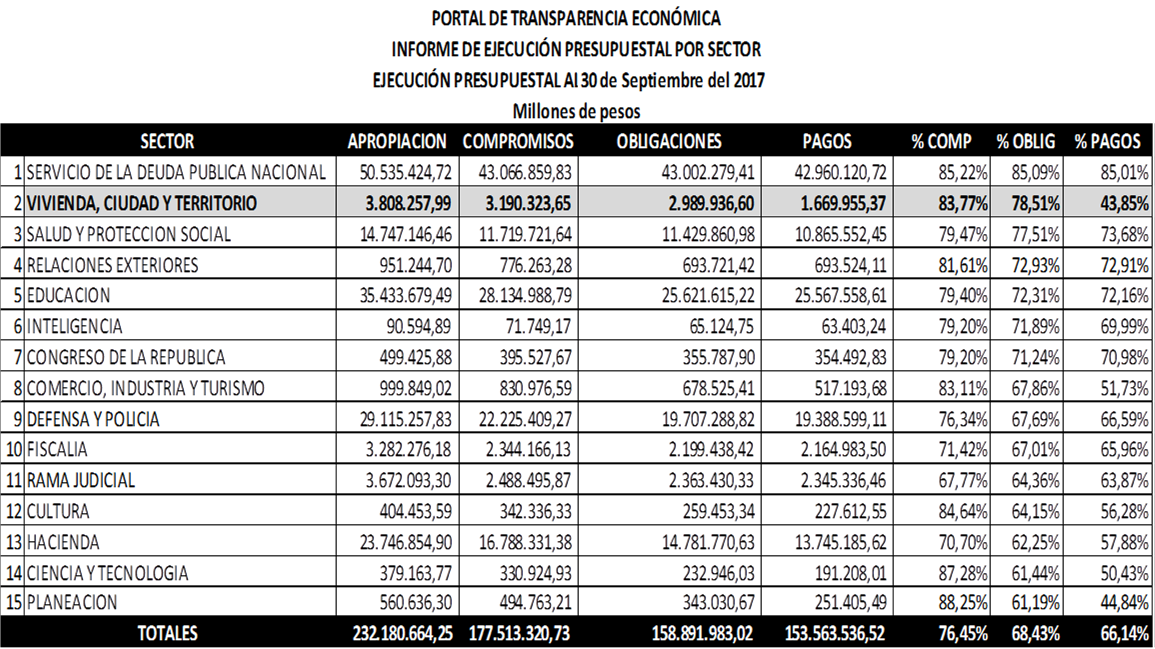 PORTAL DE TRANSPARENCIA ECONÓMICA
INFORME DE EJECUCIÓN PRESUPUESTAL POR SECTOR
EJECUCIÓN PRESUPUESTAL Al 30 de Septiembre del 2017
Millones de pesos
SECTOR APROPIACION COMPROMISOS OBLIGACIONES PAGOS % COMP % OBLIG % PAGOS
1 SERVICIO DE LA DEUDA PUBLICA NACIONAL 50.535.424,72 43.066.859,83 43.002.279,41 42.960.120,72 85,22% 85,09% 85,01%
2 VIVIENDA, CIUDAD Y TERRITORIO 3.808.257,99 3.190.323,65 2.989.936,60 1.669.955,37 83,77% 78,51% 43,85%
3 SALUD Y PROTECCION SOCIAL 14.747.146,46 11.719.721,64 11.429.860,98 10.865.552,45 79,47% 77,51% 73,68%
4 RELACIONES EXTERIORES 951.244,70 776.263,28 693.721,42 693.524,11 81,61% 72,93% 72,91%
5 EDUCACION 35.433.679,49 28.134.988,79 25.621.615,22 25.567.558,61 79,40% 72,31% 72,16%
6 INTELIGENCIA 90.594,89 71.749,17 65.124,75 63.403,24 79,20% 71,89% 69,99%
7 CONGRESO DE LA REPUBLICA 499.425,88 395.527,67 355.787,90 354.492,83 79,20% 71,24% 70,98%
8 COMERCIO, INDUSTRIA Y TURISMO 999.849,02 830.976,59 678.525,41 517.193,68 83,11% 67,86% 51,73%
9 DEFENSA Y POLICIA 29.115.257,83 22.225.409,27 19.707.288,82 19.388.599,11 76,34% 67,69% 66,59%
10 FISCALIA 3.282.276,18 2.344.166,13 2.199.438,42 2.164.983,50 71,42% 67,01% 65,96%
11 RAMA JUDICIAL 3.672.093,30 2.488.495,87 2.363.430,33 2.345.336,46 67,77% 64,36% 63,87%
12 CULTURA 404.453,59 342.336,33 259.453,34 227.612,55 84,64% 64,15% 56,28%
13 HACIENDA 23.746.854,90 16.788.331,38 14.781.770,63 13.745.185,62 70,70% 62,25% 57,88%
14 CIENCIA Y TECNOLOGIA 379.163,77 330.924,93 232.946,03 191.208,01 87,28% 61,44% 50,43%
15 PLANEACION 560.636,30 494.763,21 343.030,67 251.405,49 88,25% 61,19% 44,84%
TOTALES 232.180.664,25 177.513.320,73 158.891.983,02 153.563.536,52 76,45% 68,43% 66,14%